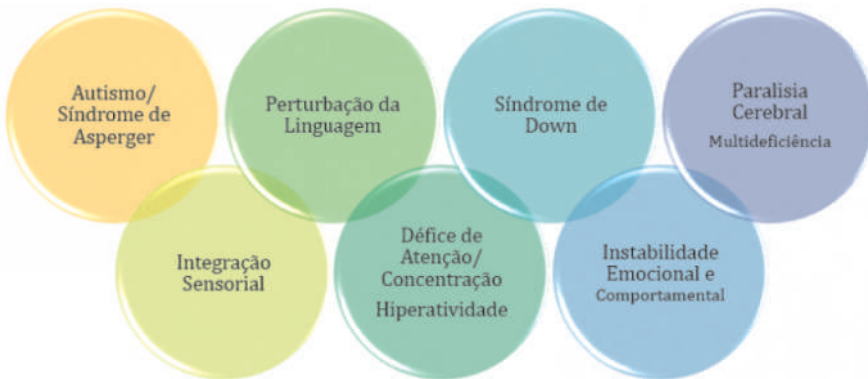 Autismo/
Síndrome de
Asperger
Perturbação da
Linguagem
Síndrome de
Down
Paralisia
Cerebral
Multideficiência
Integração
Sensorial
Défice de
Atenção/
Concentração
Hiperatividade
Instabilidade
Emocional e
Comportamental